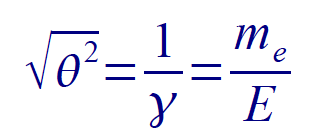 √θ² = 1/γ = mₑ/E